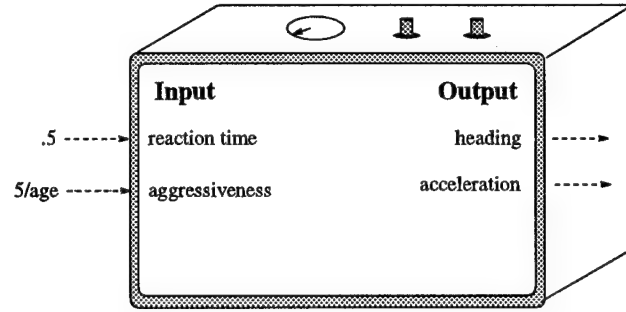 Input Output
.5 reaction time heading
5/age aggressiveness acceleration